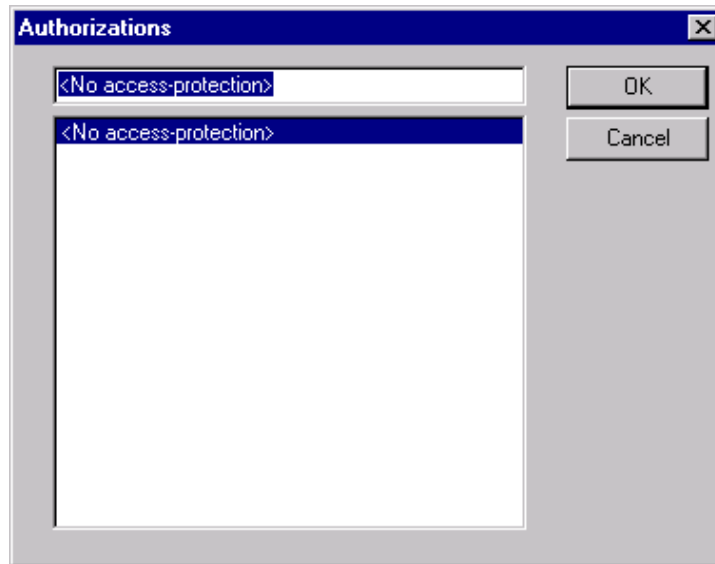 Authorizations
<No access-protection>
OK
<No access-protection>
Cancel